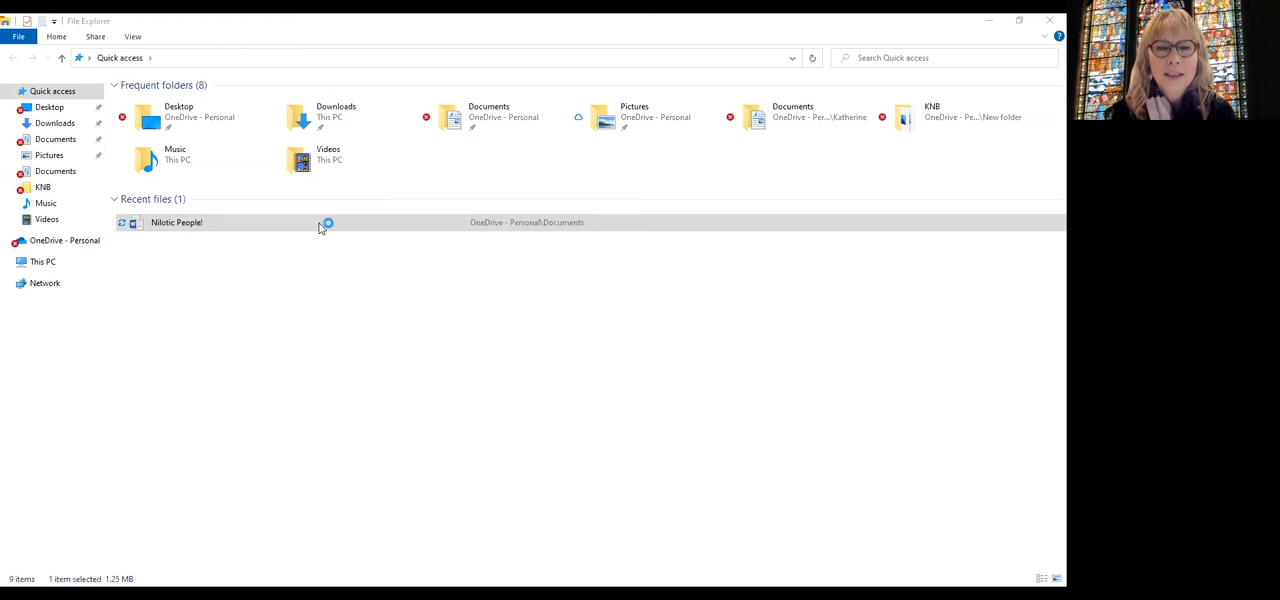 File Explorer
File Home Share View
Quick access
Search Quick access
Quick access
Desktop
Downloads
Documents
Pictures
Documents
KNB
Music
Videos
OneDrive - Personal
This PC
Network
Frequent folders (8)
Desktop
OneDrive - Personal
Downloads
This PC
Documents
OneDrive - Personal
Pictures
OneDrive - Personal
Documents
OneDrive - Per...\Katherine
KNB
OneDrive - Pe...\New folder
Music
This PC
Videos
This PC
Recent files (1)
Nilotic People! OneDrive - Personal\Documents
9 items 1 item selected 1.25 MB